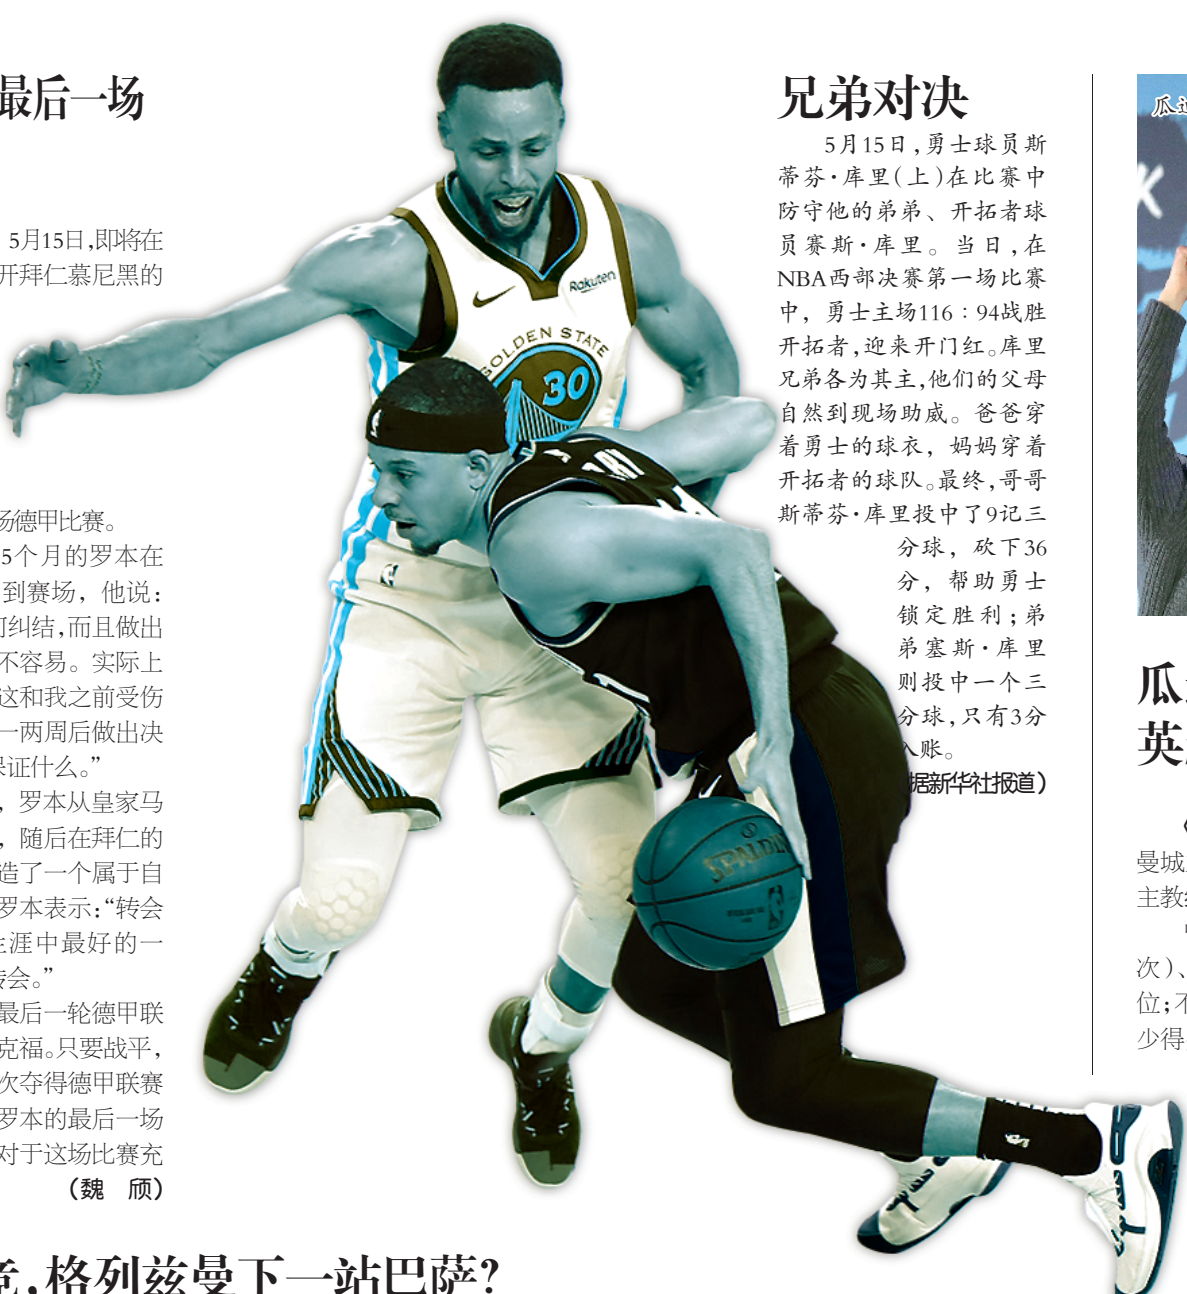 最后一场
5月15日,即将在
开拜仁慕尼黑的
场德甲比赛。
5个月的罗本在
到赛场，他说：
何纠结,而且做出
不容易。实际上
这和我之前受伤
一两周后做出决
保证什么。”
，罗本从皇家马
，随后在拜仁的
造了一个属于自
罗本表示:“转会
生涯中最好的一
转会。”
最后一轮德甲联
克福。只要战平，
次夺得德甲联赛
罗本的最后一场
对于这场比赛充
（魏　颀）
,格列兹曼下一站巴萨?
Rakuten
GOLDEN STATE
30
SPALDING
兄弟对决
5月15日,勇士球员斯
蒂芬·库里(上)在比赛中
防守他的弟弟、开拓者球
员赛斯·库里。当日,在
NBA西部决赛第一场比赛
中，勇士主场116：94战胜
开拓者,迎来开门红。库里
兄弟各为其主,他们的父母
自然到现场助威。爸爸穿
着勇士的球衣，妈妈穿着
开拓者的球队。最终,哥哥
斯蒂芬·库里投中了9记三
分球，砍下36
分，帮助勇士
锁定胜利；弟
弟塞斯·库里
则投中一个三
分球,只有3分
入账。
据新华社报道）
瓜
K
瓜
英
曼城
主教
次）、
位;不
少得